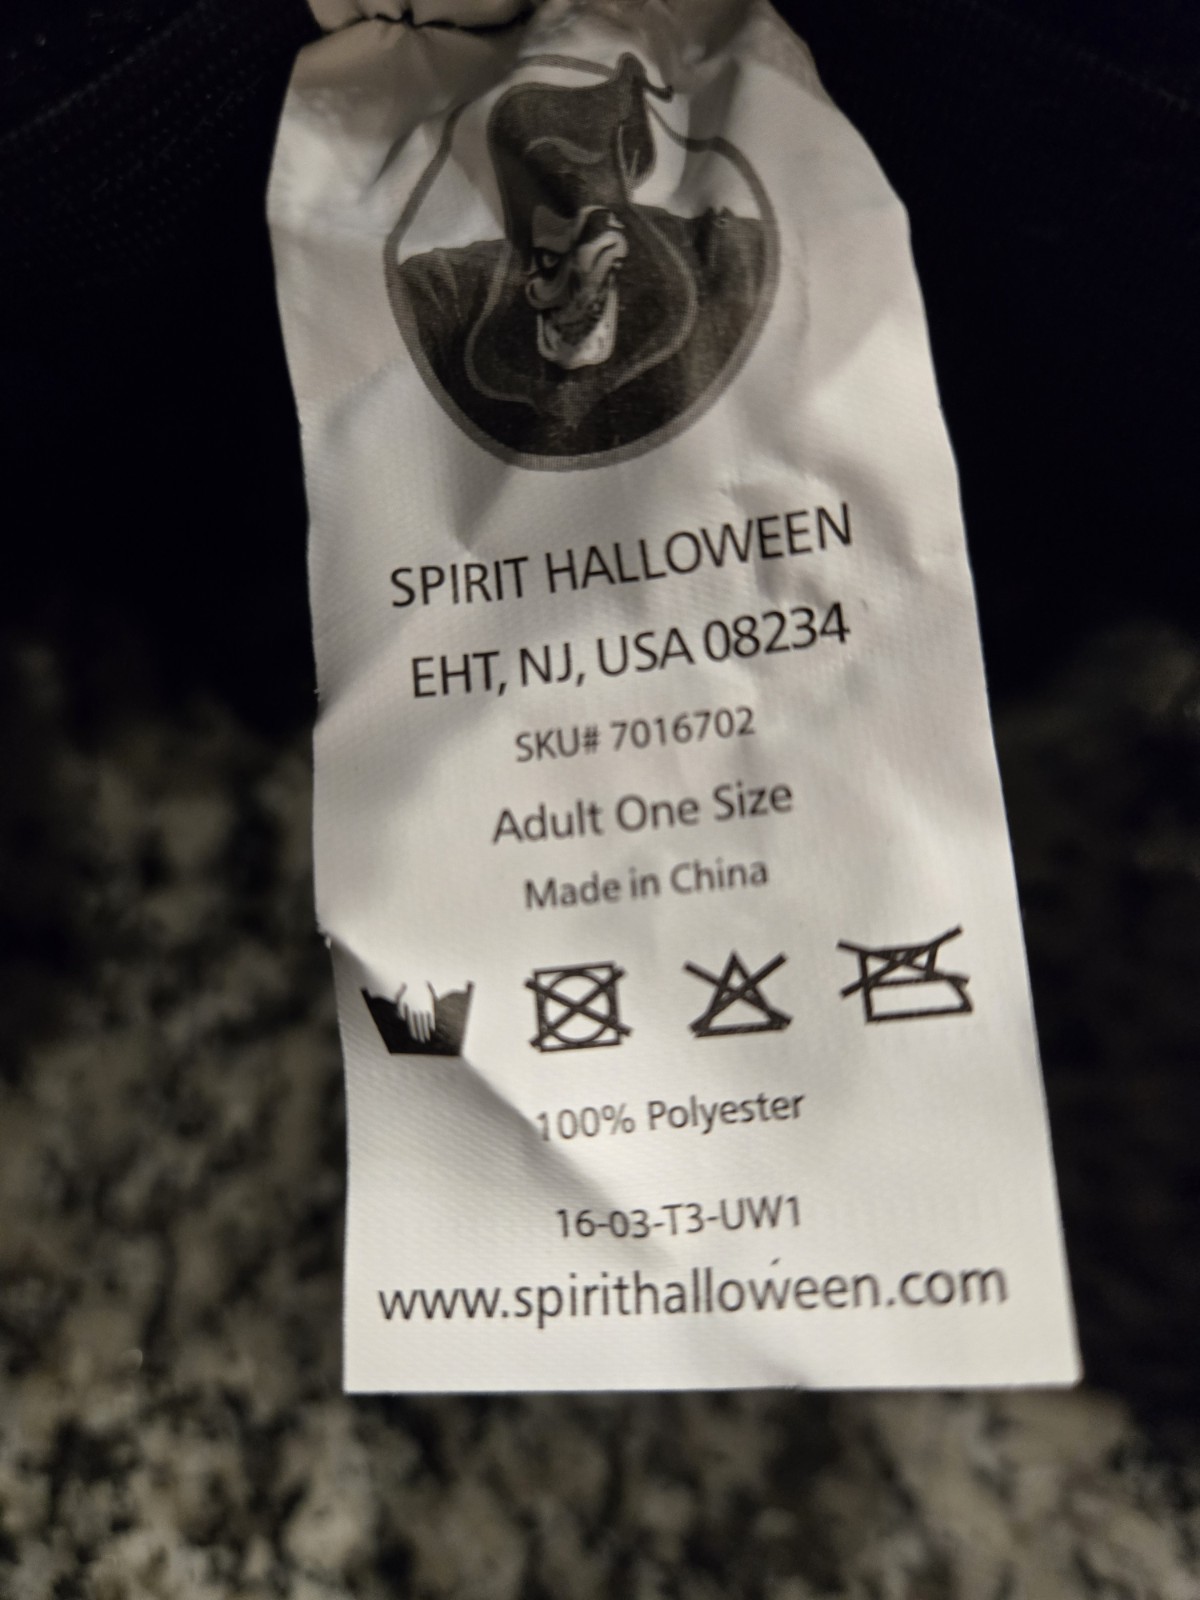 SPIRIT HALLOWEEN
EHT, NJ, USA 08234
SKU# 7016702
Adult One Size
Made in China
100% Polyester
16-03-T3-UW1
www.spirithalloween.com